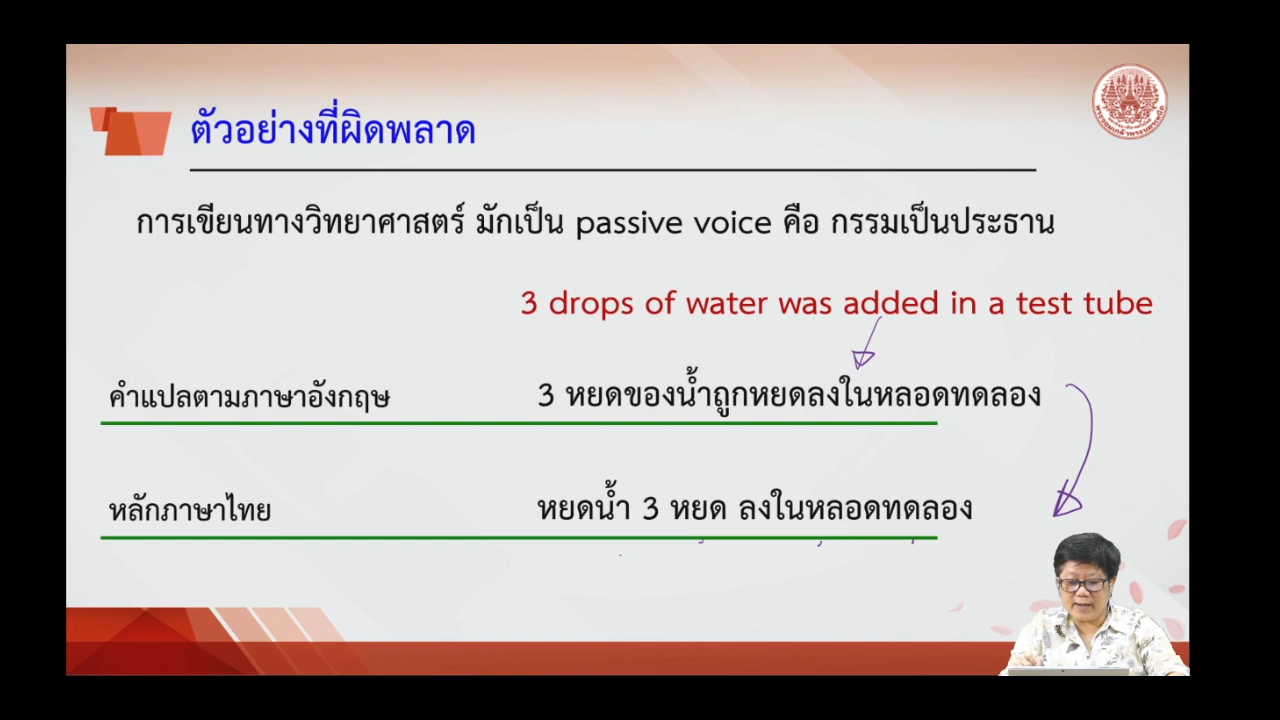 ตัวอย่างที่ผิดพลาด
การเขียนทางวิทยาศาสตร์ มักเป็น passive voice คือ กรรมเป็นประธาน
3 drops of water was added in a test tube
คำแปลตามภาษาอังกฤษ 3 หยดของน้ำถูกหยดลงในหลอดทดลอง
หลักภาษาไทย หยดน้ำ 3 หยด ลงในหลอดทดลอง